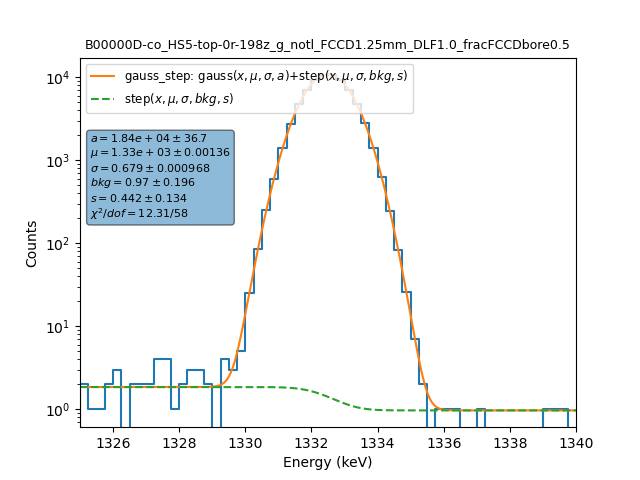 B00000D-co_HS5-top-0r-198z_g_notl_FCCD1.25mm_DLF1.0_fracFCCDbore0.5
gauss_step: gauss(x, μ, σ, a)+step(x, μ, σ, bkg, s)
step(x, μ, σ, bkg, s)
a = 1.84e + 04 ± 36.7
μ = 1.33e + 03 ± 0.00136
σ = 0.679 ± 0.000968
bkg = 0.97 ± 0.196
s = 0.442 ± 0.134
χ²/dof = 12.31/58
10⁴
10³
10²
10¹
10⁰
Counts
1326 1328 1330 1332 1334 1336 1338 1340
Energy (keV)